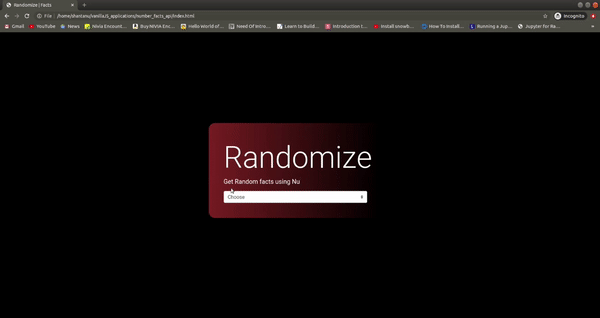 Randomize | Facts
File | /home/shantanu/VanillaJS_applications/number_facts_api/index.html
Incognito
Gmail YouTube News Nivia Encount... Buy NIVIA Enc... Hello World of ... Need Of Intro... Learn to Build... Introduction t... Install snowb... How To Install... Running a Jup... Jupyter for Ra...
Randomize
Get Random facts using Nu
Choose